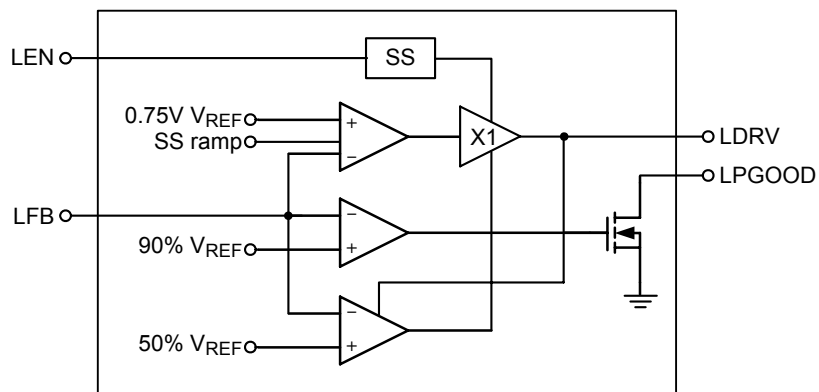 LEN
SS
0.75V VREF
SS ramp
+
−
X1
LDRV
LPGOOD
LFB
−
+
90% VREF
−
+
50% VREF